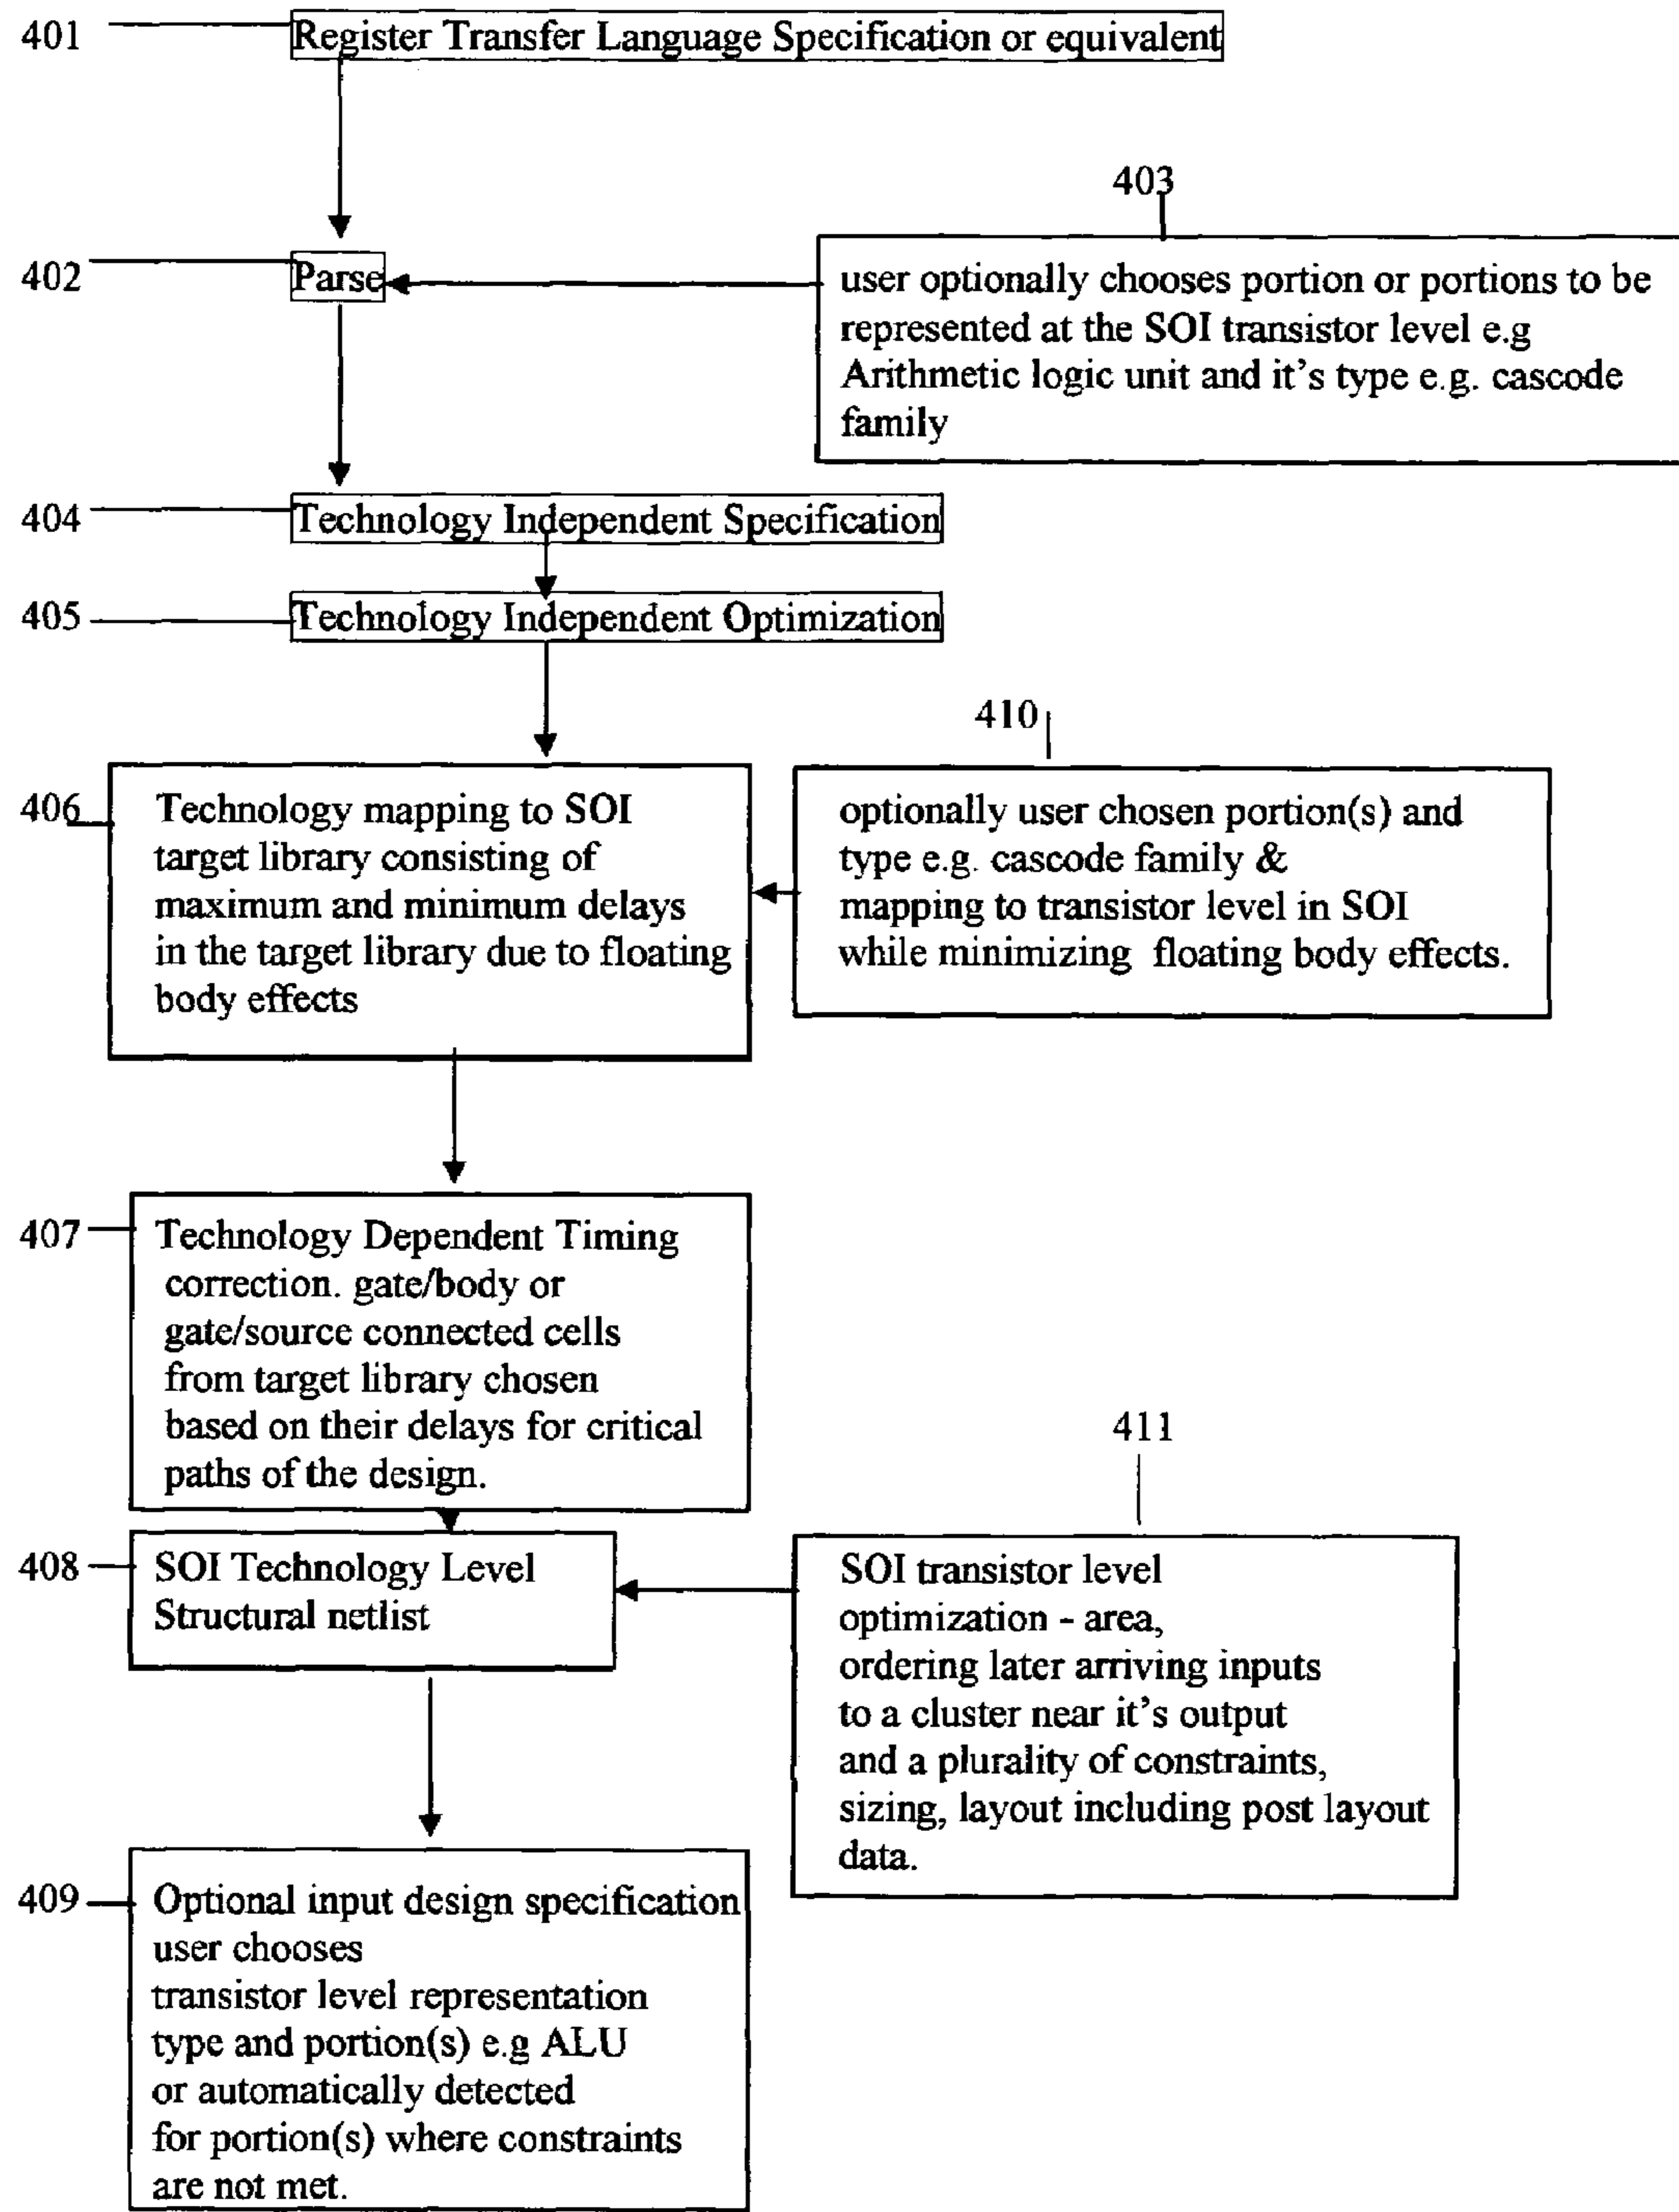 401
Register Transfer Language Specification or equivalent
403
402
Parse
user optionally chooses portion or portions to be
represented at the SOI transistor level e.g
Arithmetic logic unit and it's type e.g. cascode
family
404
Technology Independent Specification
405
Technology Independent Optimization
410
406
Technology mapping to SOI
target library consisting of
maximum and minimum delays
in the target library due to floating
body effects
optionally user chosen portion(s) and
type e.g. cascode family &
mapping to transistor level in SOI
while minimizing floating body effects.
407
Technology Dependent Timing
correction. gate/body or
gate/source connected cells
from target library chosen
based on their delays for critical
paths of the design.
411
408
SOI Technology Level
Structural netlist
SOI transistor level
optimization - area,
ordering later arriving inputs
to a cluster near it's output
and a plurality of constraints,
sizing, layout including post layout
data.
409
Optional input design specification
user chooses
transistor level representation
type and portion(s) e.g ALU
or automatically detected
for portion(s) where constraints
are not met.